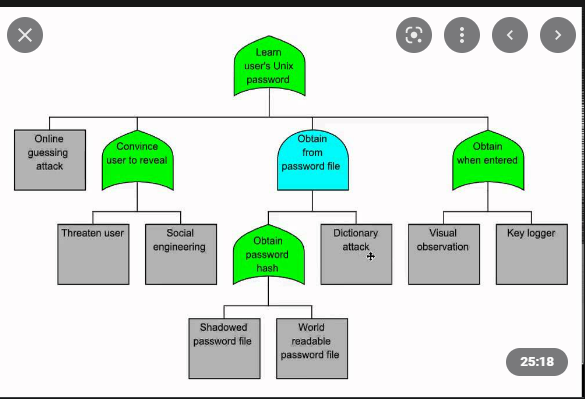 Learn
user's Unix
password
Online
guessing
attack
Convince
user to reveal
Obtain
from
password file
Obtain
when entered
Threaten user
Social
engineering
Obtain
password
hash
Dictionary
attack
Visual
observation
Key logger
Shadowed
password file
World
readable
password file
25:18